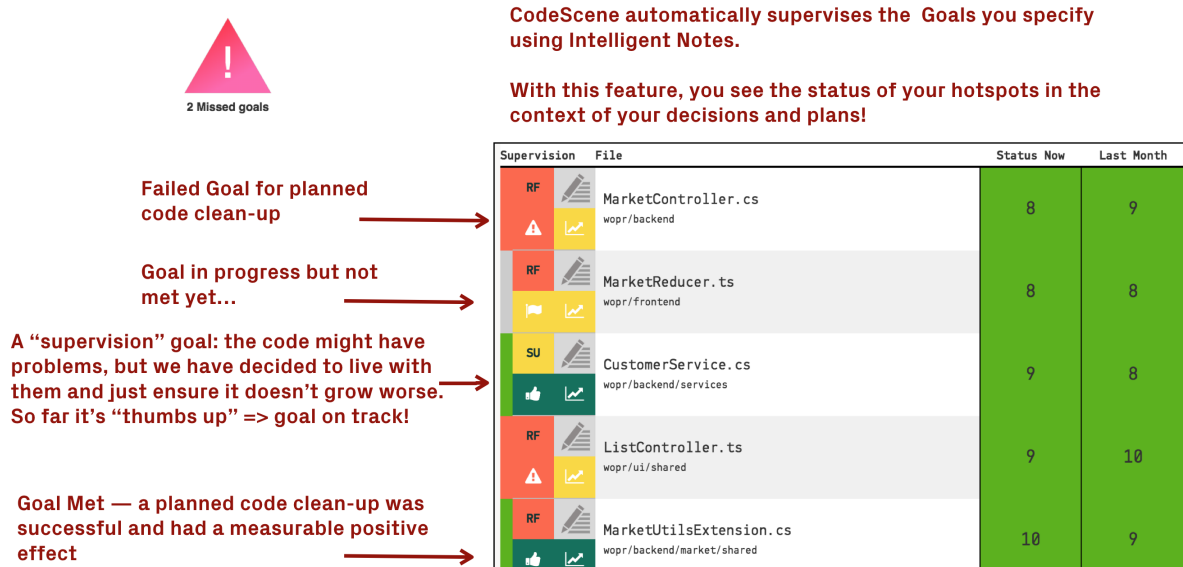 !
2 Missed goals
CodeScene automatically supervises the Goals you specify
using Intelligent Notes.
With this feature, you see the status of your hotspots in the
context of your decisions and plans!
Supervision File Status Now Last Month
Failed Goal for planned
code clean-up
RF
MarketController.cs
wopr/backend
8 9
Goal in progress but not
met yet...
RF
MarketReducer.ts
wopr/frontend
8 8
A “supervision” goal: the code might have
problems, but we have decided to live with
them and just ensure it doesn’t grow worse.
So far it’s “thumbs up” => goal on track!
SU
CustomerService.cs
wopr/backend/services
9 8
RF
ListController.ts
wopr/ui/shared
9 10
Goal Met — a planned code clean-up was
successful and had a measurable positive
effect
RF
MarketUtilsExtension.cs
wopr/backend/market/shared
10 9